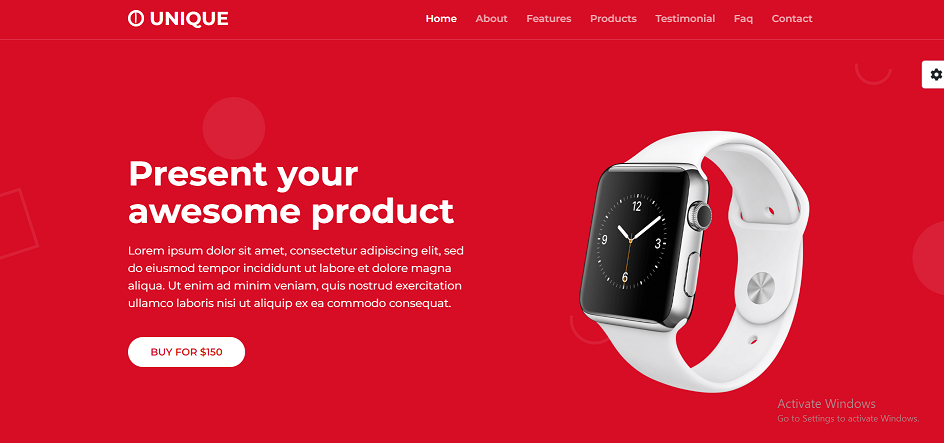 UNIQUE
Home About Features Products Testimonial Faq Contact
Present your
awesome product
Lorem ipsum dolor sit amet, consectetur adipiscing elit, sed
do eiusmod tempor incididunt ut labore et dolore magna
aliqua. Ut enim ad minim veniam, quis nostrud exercitation
ullamco laboris nisi ut aliquip ex ea commodo consequat.
BUY FOR $150
12
9
3
6
Activate Windows
Go to Settings to activate Windows.